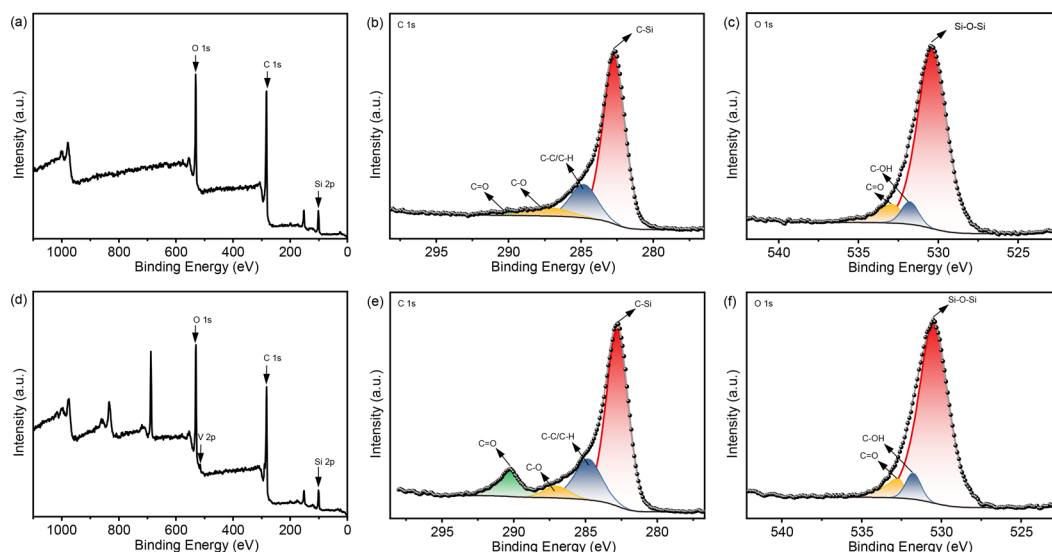 (a)
O 1s
C 1s
Si 2p
Intensity (a.u.)
1000 800 600 400 200 0
Binding Energy (eV)
(b)
C 1s
C-Si
C-C/C-H
C-O
C=O
Intensity (a.u.)
295 290 285 280
Binding Energy (eV)
(c)
O 1s
Si-O-Si
C-OH
C=O
Intensity (a.u.)
540 535 530 525
Binding Energy (eV)
(d)
O 1s
C 1s
V 2p
Si 2p
Intensity (a.u.)
1000 800 600 400 200 0
Binding Energy (eV)
(e)
C 1s
C-Si
C-C/C-H
C=O
C-O
Intensity (a.u.)
295 290 285 280
Binding Energy (eV)
(f)
O 1s
Si-O-Si
C-OH
C=O
Intensity (a.u.)
540 535 530 525
Binding Energy (eV)